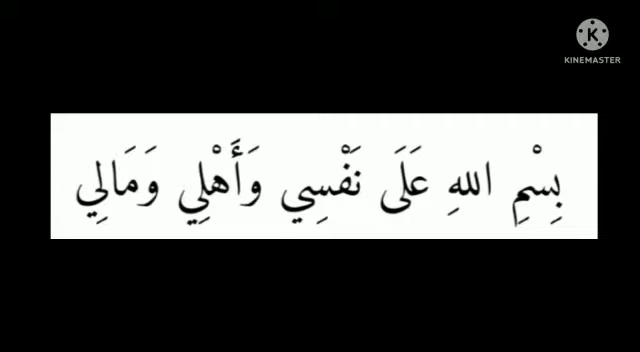 KINEMASTER
بِسْمِ اللهِ عَلَى نَفْسِي وَأَهْلِي وَمَالِي